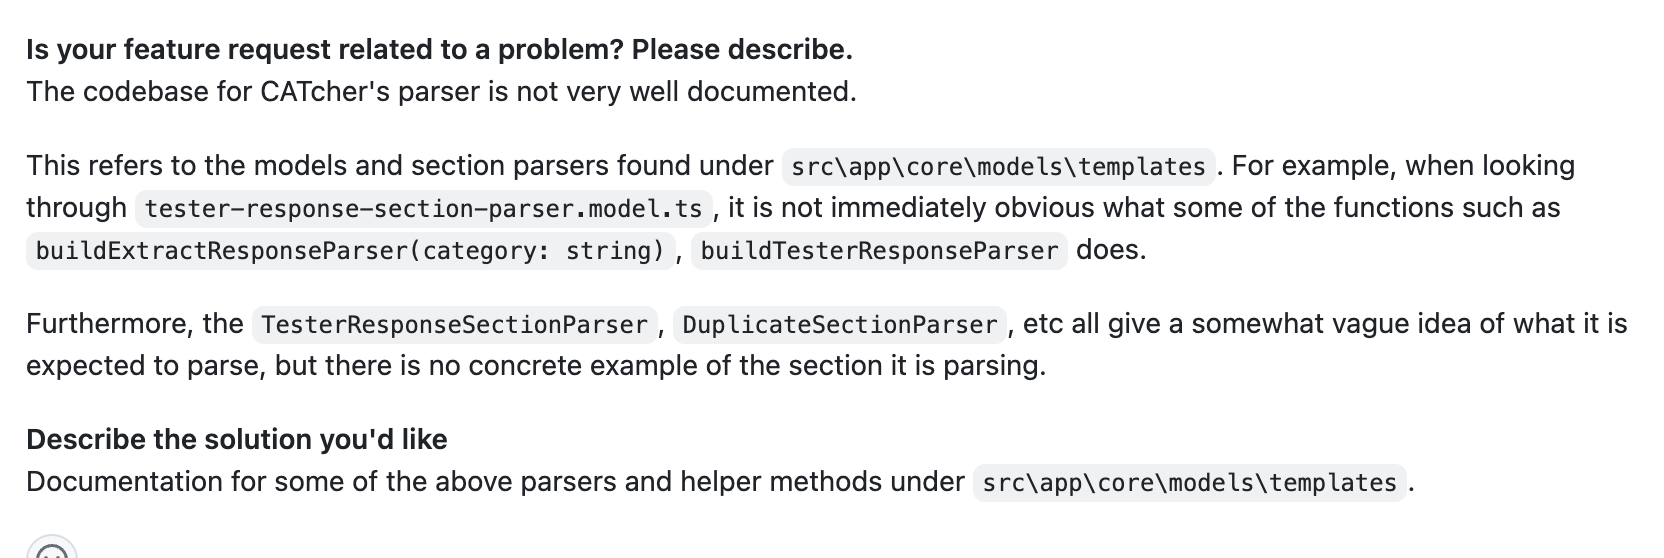 Is your feature request related to a problem? Please describe.
The codebase for CATcher's parser is not very well documented.
This refers to the models and section parsers found under src\app\core\models\templates. For example, when looking
through tester-response-section-parser.model.ts, it is not immediately obvious what some of the functions such as
buildExtractResponseParser(category: string), buildTesterResponseParser does.
Furthermore, the TesterResponseSectionParser, DuplicateSectionParser, etc all give a somewhat vague idea of what it is
expected to parse, but there is no concrete example of the section it is parsing.
Describe the solution you'd like
Documentation for some of the above parsers and helper methods under src\app\core\models\templates.